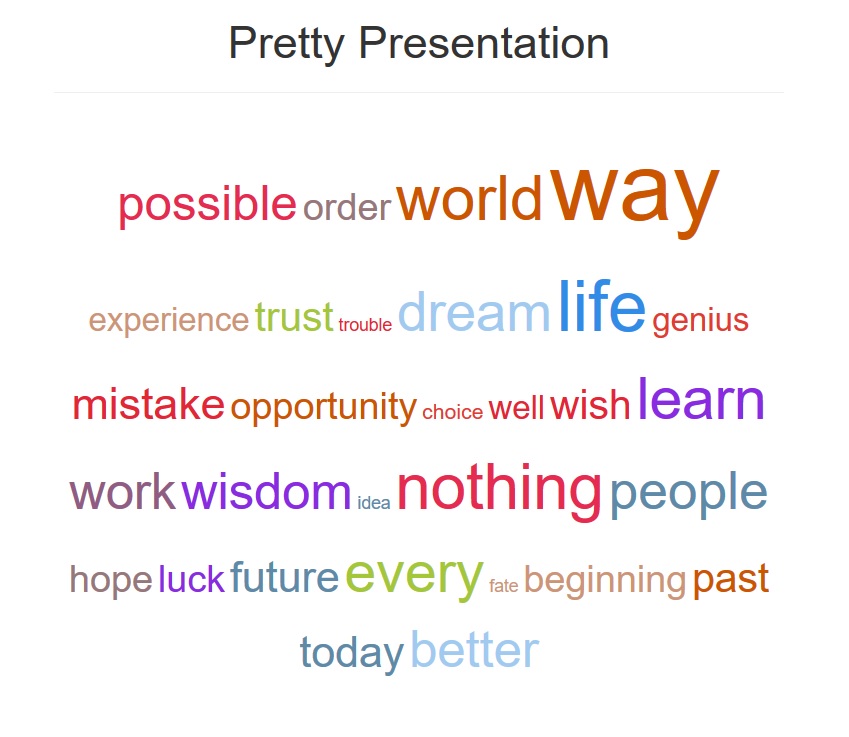 Pretty Presentation
possible order world way
experience trust trouble dream life genius
mistake opportunity choice well wish learn
work wisdom idea nothing people
hope luck future every fate beginning past
today better